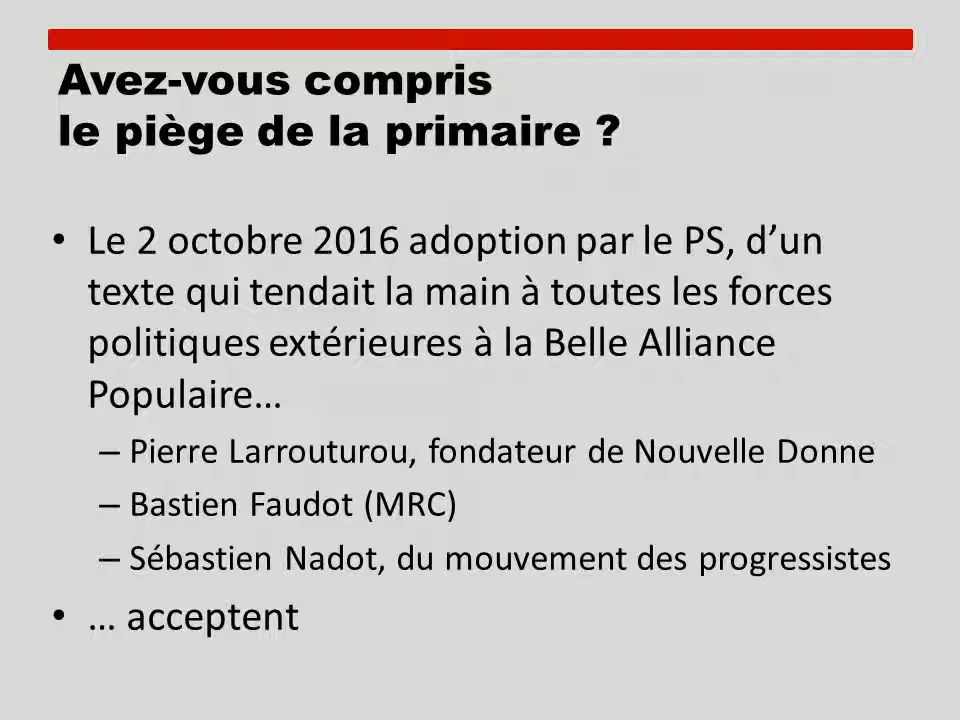 Avez-vous compris
le piège de la primaire ?
• Le 2 octobre 2016 adoption par le PS, d’un
texte qui tendait la main à toutes les forces
politiques extérieures à la Belle Alliance
Populaire…
– Pierre Larrouturou, fondateur de Nouvelle Donne
– Bastien Faudot (MRC)
– Sébastien Nadot, du mouvement des progressistes
• … acceptent